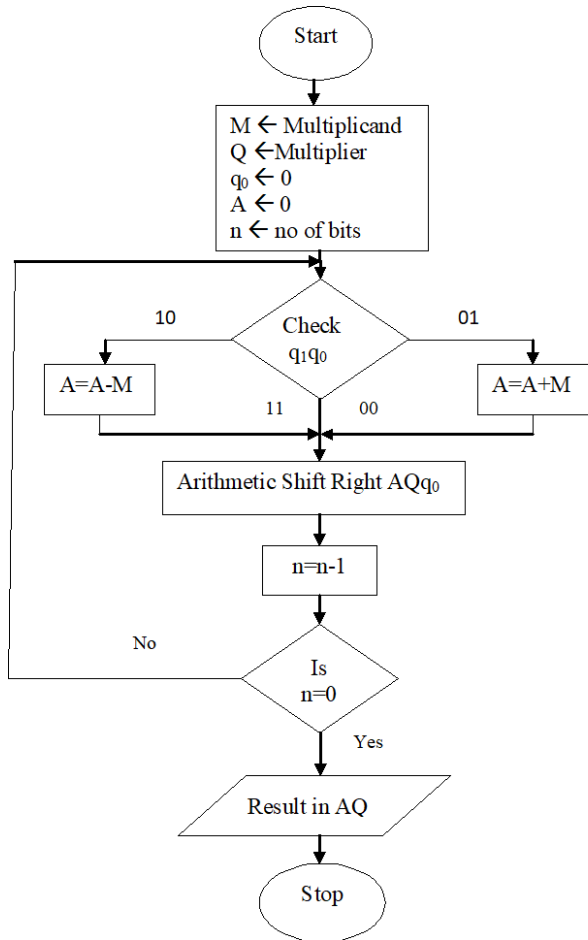 Start
M ← Multiplicand
Q ←Multiplier
q₀ ← 0
A ← 0
n ← no of bits
10
Check
q₁q₀
01
A=A-M
A=A+M
11
00
Arithmetic Shift Right AQq₀
n=n-1
No
Is
n=0
Yes
Result in AQ
Stop